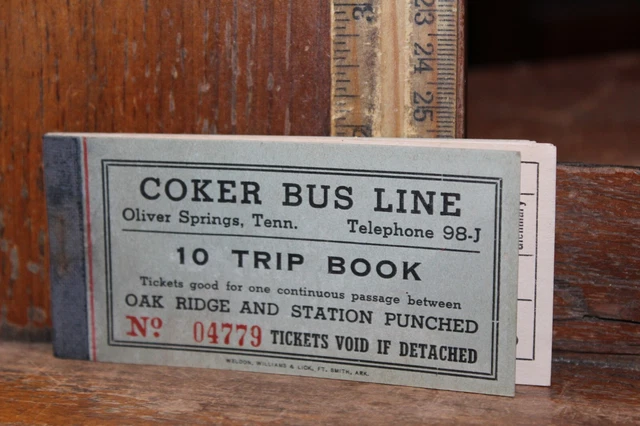 23 24 25
COKER BUS LINE
Oliver Springs, Tenn. Telephone 98-J
10 TRIP BOOK
Tickets good for one continuous passage between
OAK RIDGE AND STATION PUNCHED
Nº 04779 TICKETS VOID IF DETACHED
WELDON, WILLIAMS & LICK, FT. SMITH, ARK.